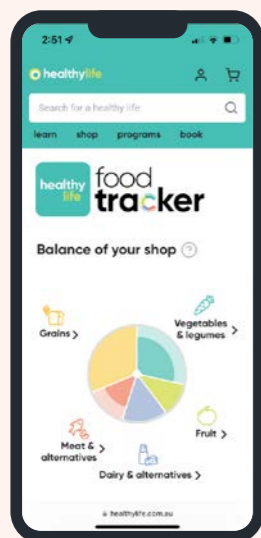 2:51
healthylife
Search for a healthy life
learn shop programs book
healthy
life
food
tracker
Balance of your shop ?
Grains >
Vegetables
& legumes >
Fruit >
Meat &
alternatives >
Dairy & alternatives >
healthylife.com.au